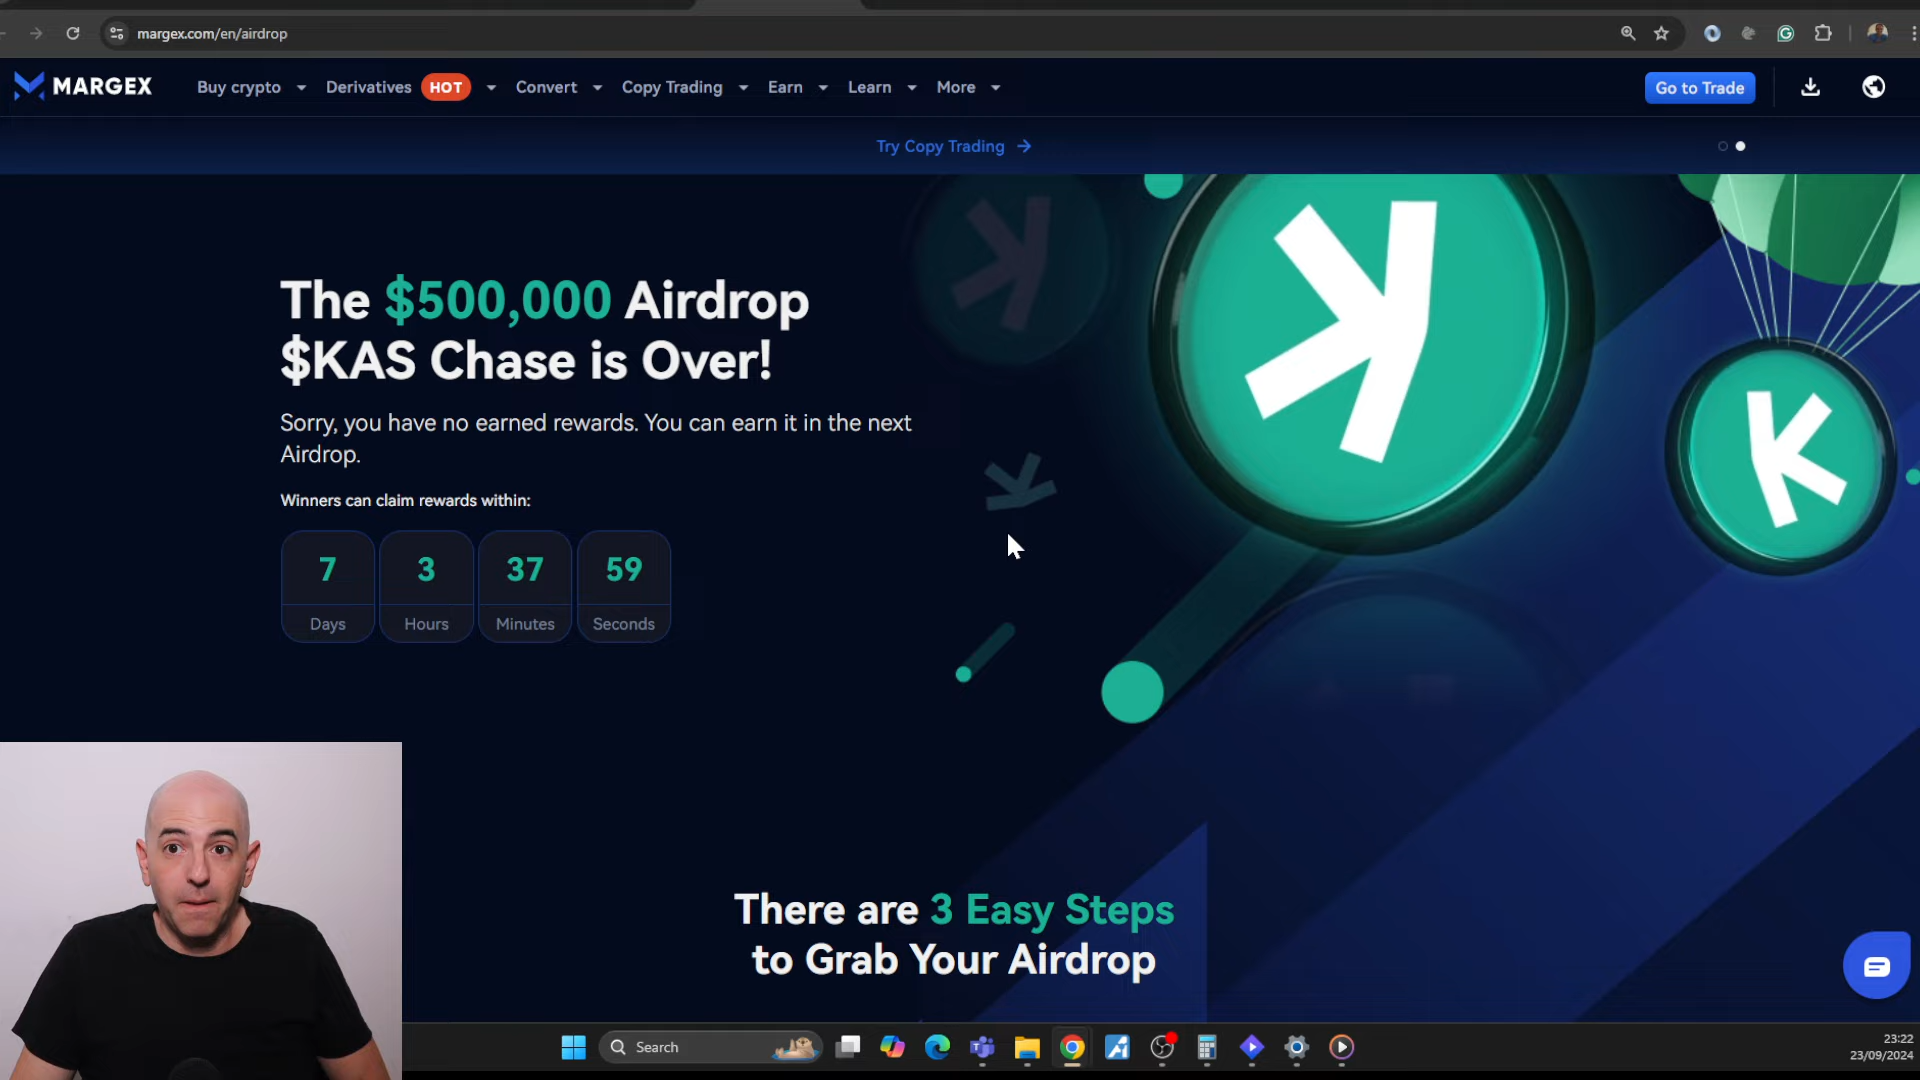 margex.com/en/airdrop
MARGEX
Buy crypto
Derivatives HOT
Convert
Copy Trading
Earn
Learn
More
Go to Trade
Try Copy Trading
The $500,000 Airdrop
$KAS Chase is Over!
Sorry, you have no earned rewards. You can earn it in the next
Airdrop.
Winners can claim rewards within:
7 3 37 59
Days Hours Minutes Seconds
There are 3 Easy Steps
to Grab Your Airdrop
Search
23:22
23/09/2024